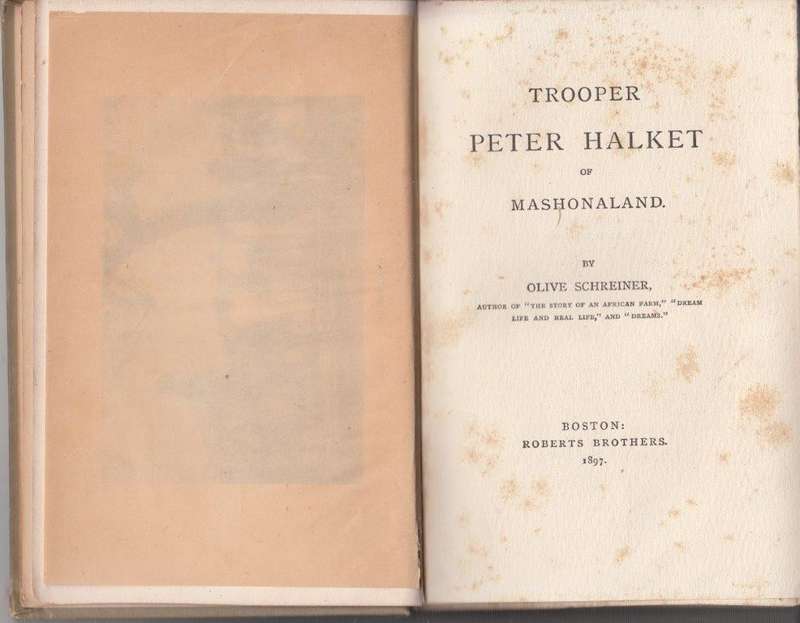 TROOPER
PETER HALKET
OF
MASHONALAND.
BY
OLIVE SCHREINER,
AUTHOR OF "THE STORY OF AN AFRICAN FARM," "DREAM
LIFE AND REAL LIFE," AND "DREAMS."
BOSTON:
ROBERTS BROTHERS.
1897.